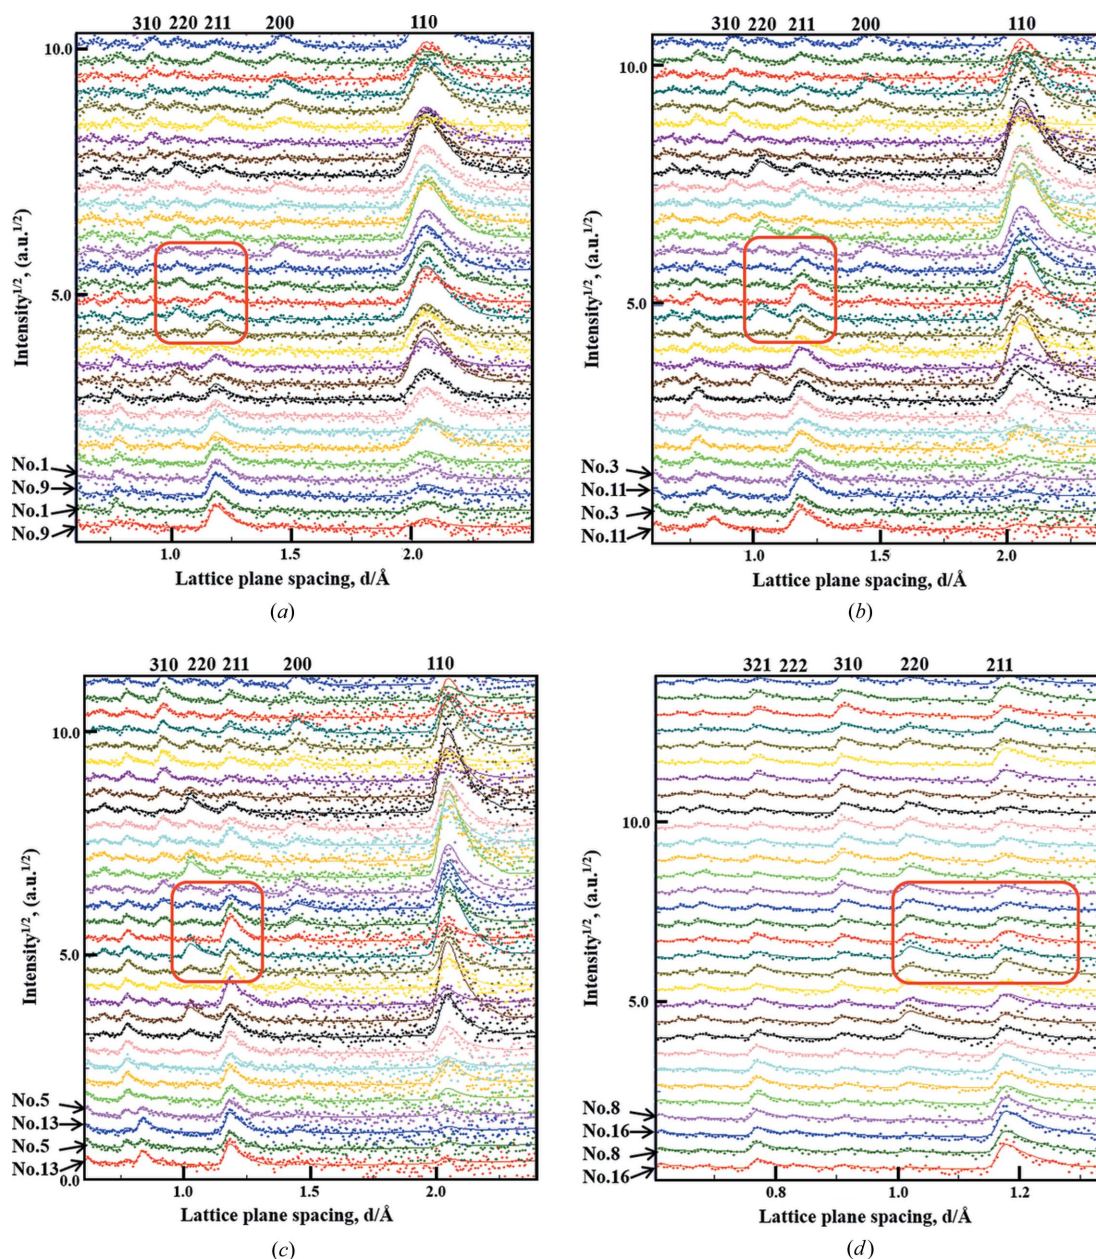 310 220 211 200 110
10.0
5.0
Intensity1/2, (a.u.1/2)
No.1
No.9
No.1
No.9
1.0 1.5 2.0
Lattice plane spacing, d/Å
(a)
310 220 211 200 110
10.0
5.0
Intensity1/2, (a.u.1/2)
No.3
No.11
No.3
No.11
1.0 1.5 2.0
Lattice plane spacing, d/Å
(b)
310 220 211 200 110
10.0
5.0
0.0
Intensity1/2, (a.u.1/2)
No.5
No.13
No.5
No.13
1.0 1.5 2.0
Lattice plane spacing, d/Å
(c)
321 222 310 220 211
10.0
5.0
Intensity1/2, (a.u.1/2)
No.8
No.16
No.8
No.16
0.8 1.0 1.2
Lattice plane spacing, d/Å
(d)